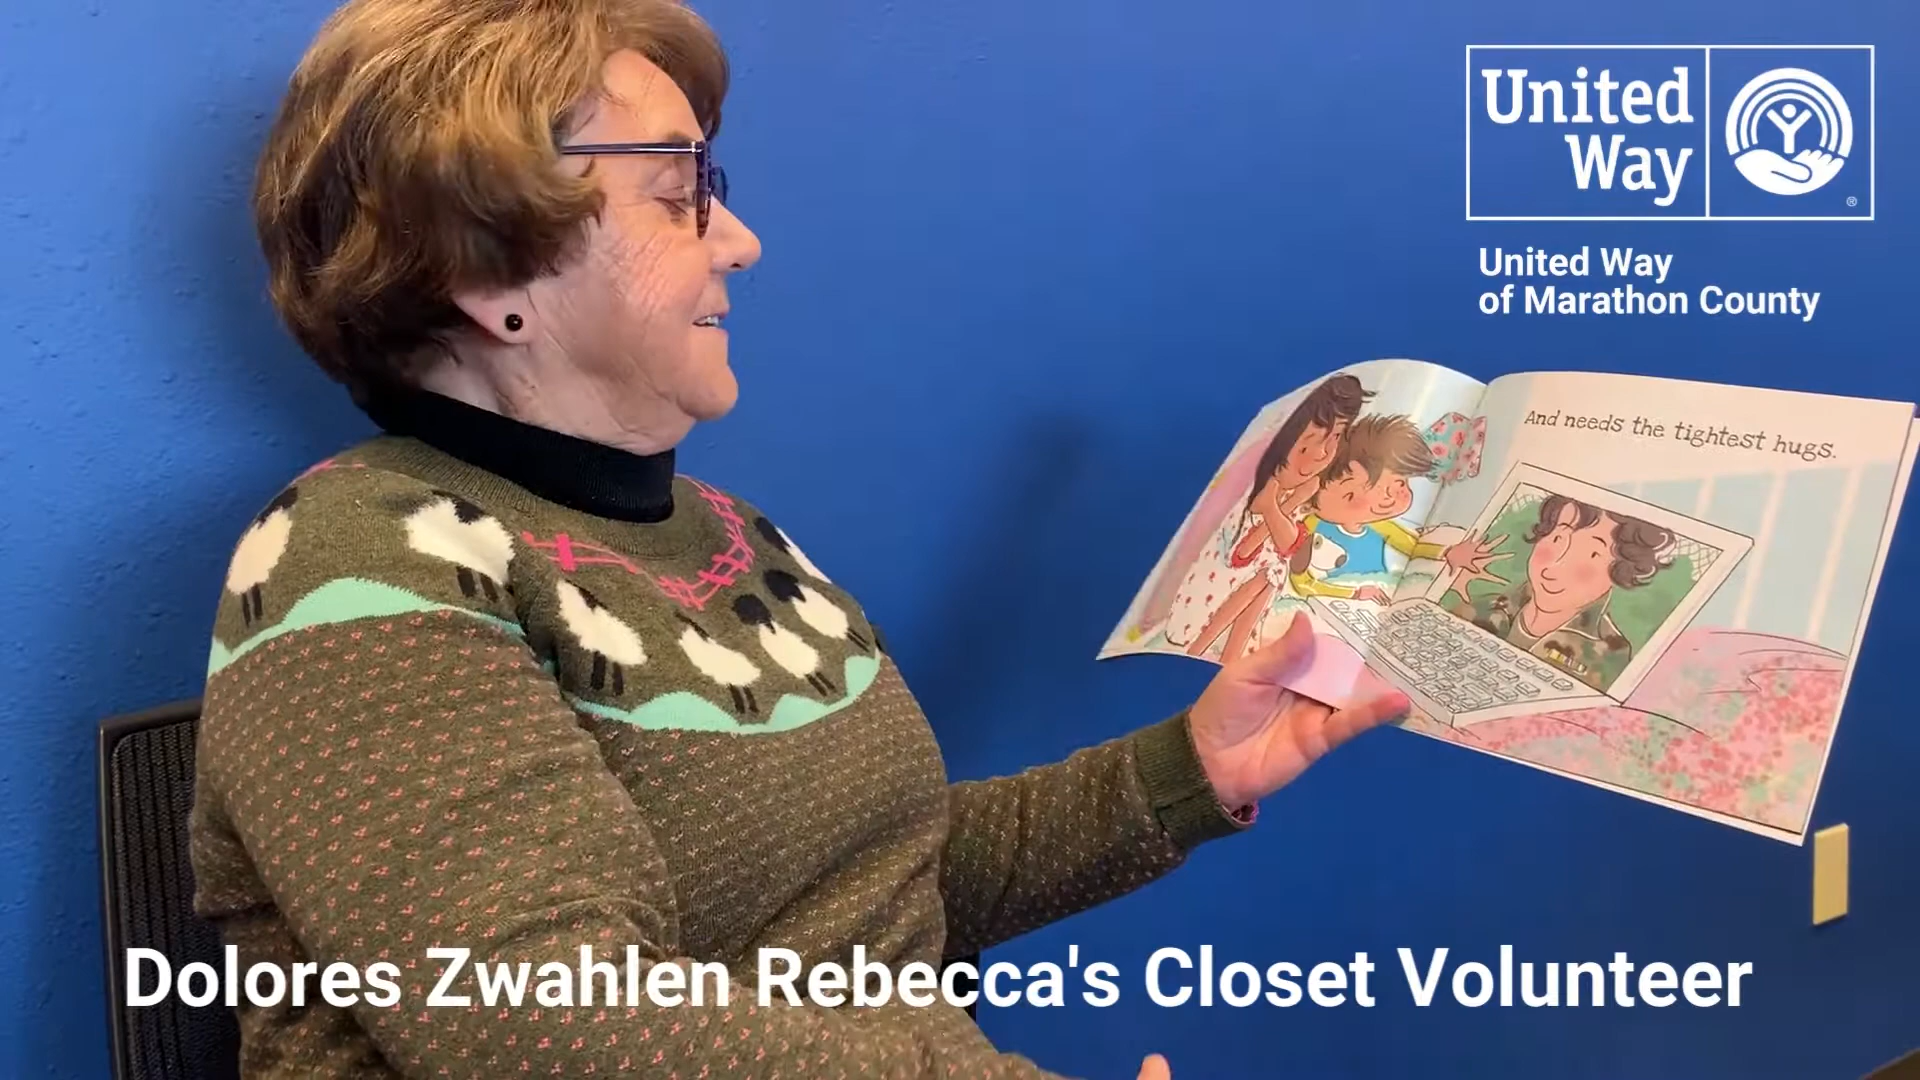 United
Way
®
United Way
of Marathon County
And needs the tightest hugs.
Dolores Zwahlen Rebecca's Closet Volunteer